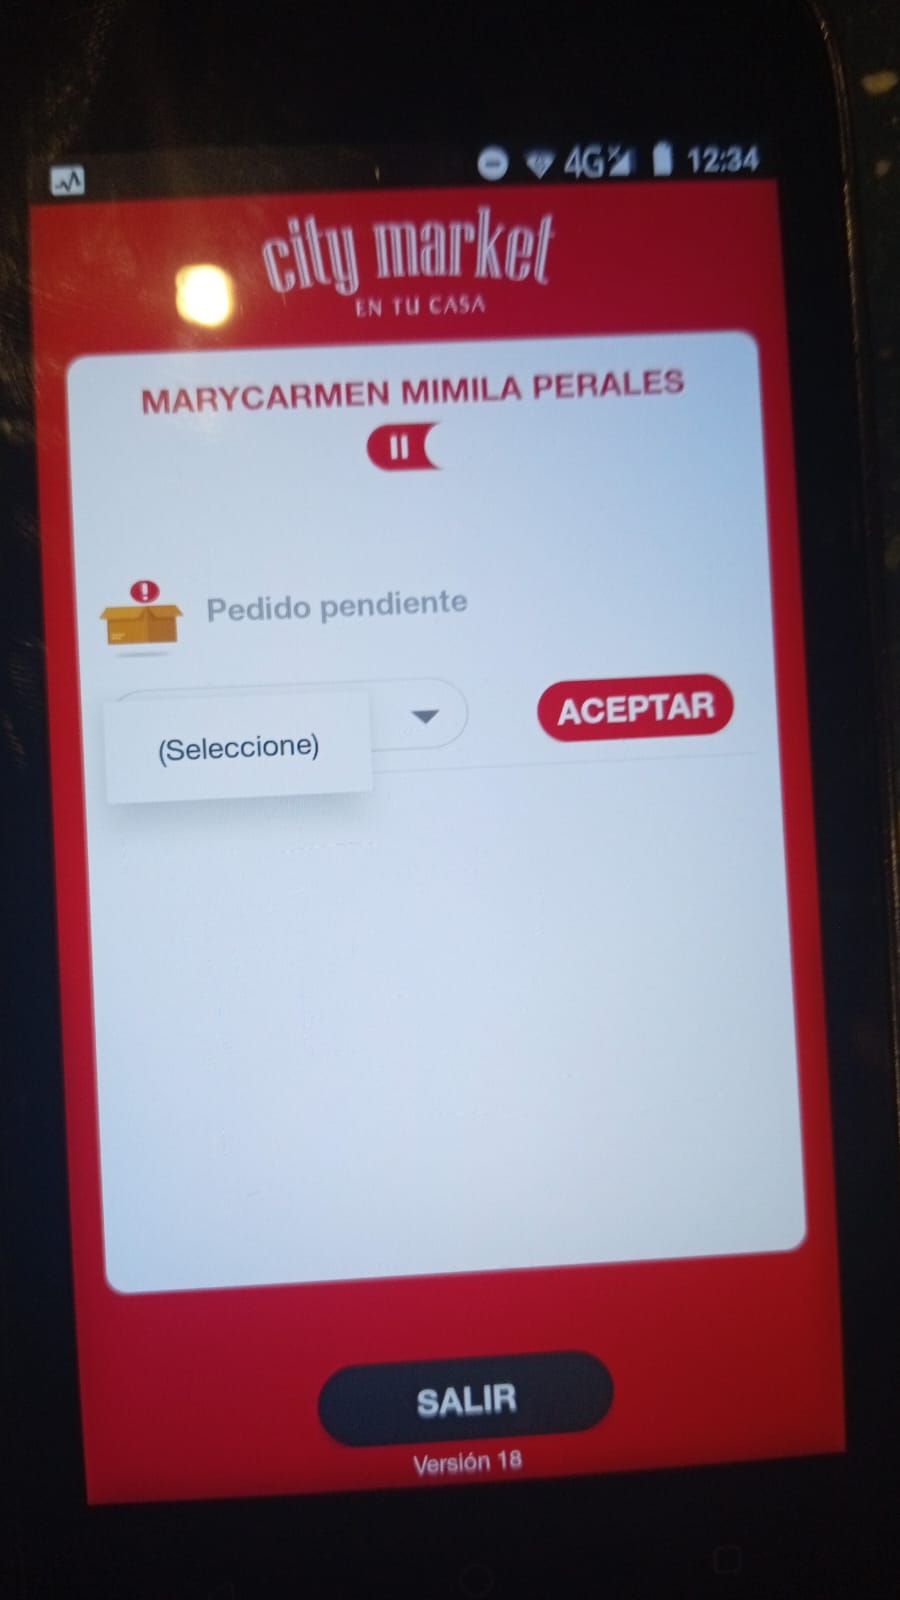 4G 12:34
city market
EN TU CASA
MARYCARMEN MIMILA PERALES
Pedido pendiente
ACEPTAR
(Seleccione)
SALIR
Versión 18